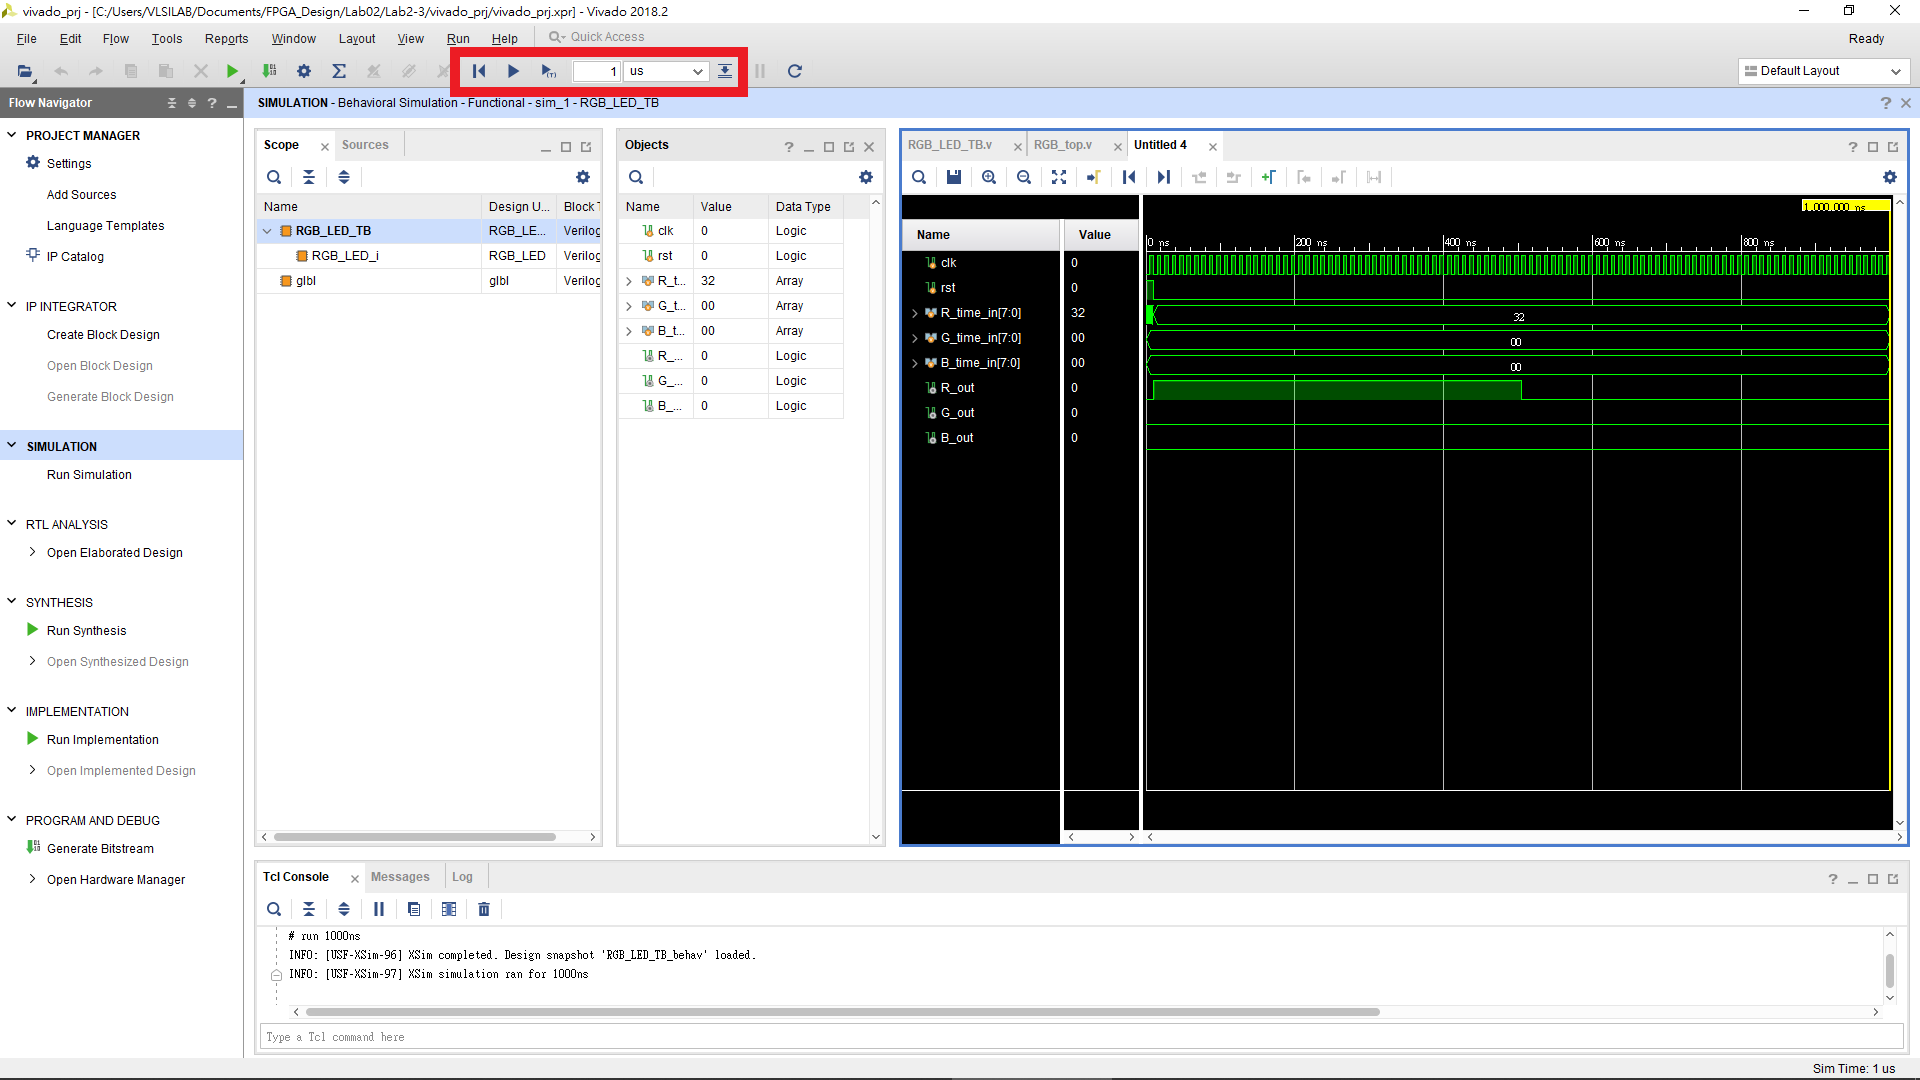 vivado_prj - [C:/Users/VLSILAB/Documents/FPGA_Design/Lab02/Lab2-3/vivado_prj/vivado_prj.xpr] - Vivado 2018.2
File Edit Flow Tools Reports Window Layout View Run Help Quick Access
Ready
1 us
Default Layout
Flow Navigator
SIMULATION - Behavioral Simulation - Functional - sim_1 - RGB_LED_TB
PROJECT MANAGER
Settings
Add Sources
Language Templates
IP Catalog
IP INTEGRATOR
Create Block Design
Open Block Design
Generate Block Design
SIMULATION
Run Simulation
RTL ANALYSIS
Open Elaborated Design
SYNTHESIS
Run Synthesis
Open Synthesized Design
IMPLEMENTATION
Run Implementation
Open Implemented Design
PROGRAM AND DEBUG
Generate Bitstream
Open Hardware Manager
Scope Sources
Name Design U... Block T
RGB_LED_TB RGB_LE... Verilog
RGB_LED_i RGB_LED Verilog
glbl glbl Verilog
Objects
Name Value Data Type
clk 0 Logic
rst 0 Logic
R_t... 32 Array
G_t... 00 Array
B_t... 00 Array
R_... 0 Logic
G_... 0 Logic
B_... 0 Logic
RGB_LED_TB.v RGB_top.v Untitled 4
1,000.000 ns
Name Value
0 ns 200 ns 400 ns 600 ns 800 ns
clk 0
rst 0
R_time_in[7:0] 32 32
G_time_in[7:0] 00 00
B_time_in[7:0] 00 00
R_out 0
G_out 0
B_out 0
Tcl Console Messages Log
# run 1000ns
INFO: [USF-XSim-96] XSim completed. Design snapshot 'RGB_LED_TB_behav' loaded.
INFO: [USF-XSim-97] XSim simulation ran for 1000ns
Type a Tcl command here
Sim Time: 1 us